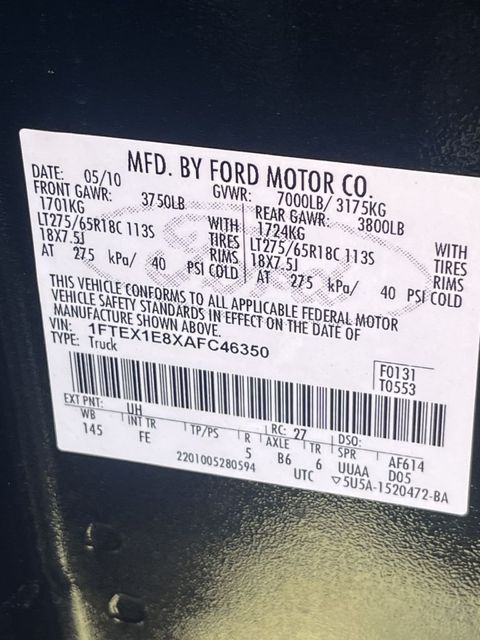 MFD. BY FORD MOTOR CO.
DATE: 05/10 GVWR: 7000LB/ 3175KG
FRONT GAWR: 3750LB REAR GAWR: 3800LB
1701KG WITH 1724KG WITH
LT275/65R18C 113S TIRES LT275/65R18C 113S TIRES
18X7.5J RIMS 18X7.5J RIMS
AT 275 kPa/ 40 PSI COLD AT 275 kPa/ 40 PSI COLD
THIS VEHICLE CONFORMS TO ALL APPLICABLE FEDERAL MOTOR
VEHICLE SAFETY STANDARDS IN EFFECT ON THE DATE OF
MANUFACTURE SHOWN ABOVE.
VIN: 1FTEX1E8XAFC46350
TYPE: Truck
F0131
T0553
EXT PNT: UH RC: 27 DSO:
WB INT TR TP/PS R AXLE TR SPR AF614
145 FE 5 B6 6 UUAA D05
2201005280594 UTC ▽5U5A-1520472-BA